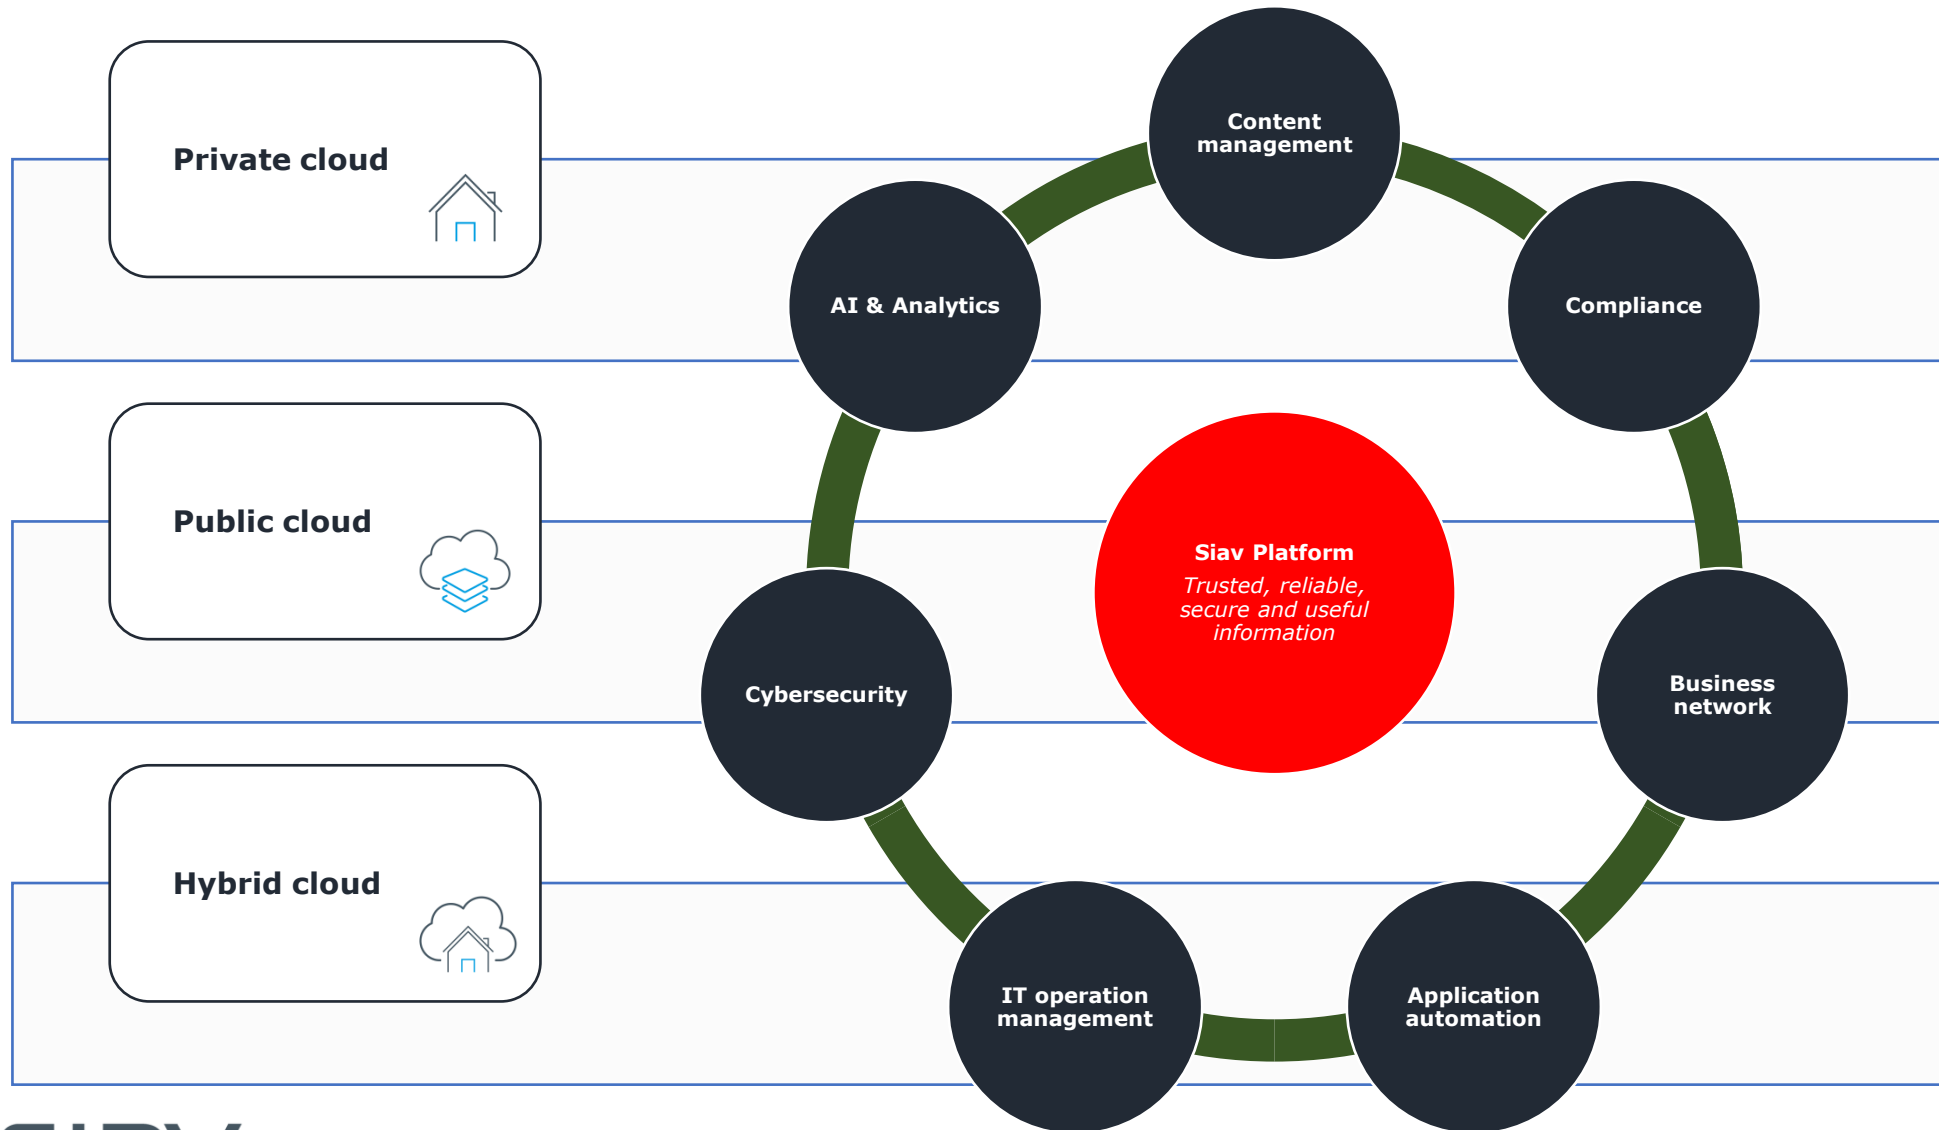 Private cloud
Public cloud
Hybrid cloud
Content
management
Compliance
Business
network
Application
automation
IT operation
management
Cybersecurity
AI & Analytics
Siav Platform
Trusted, reliable,
secure and useful
information